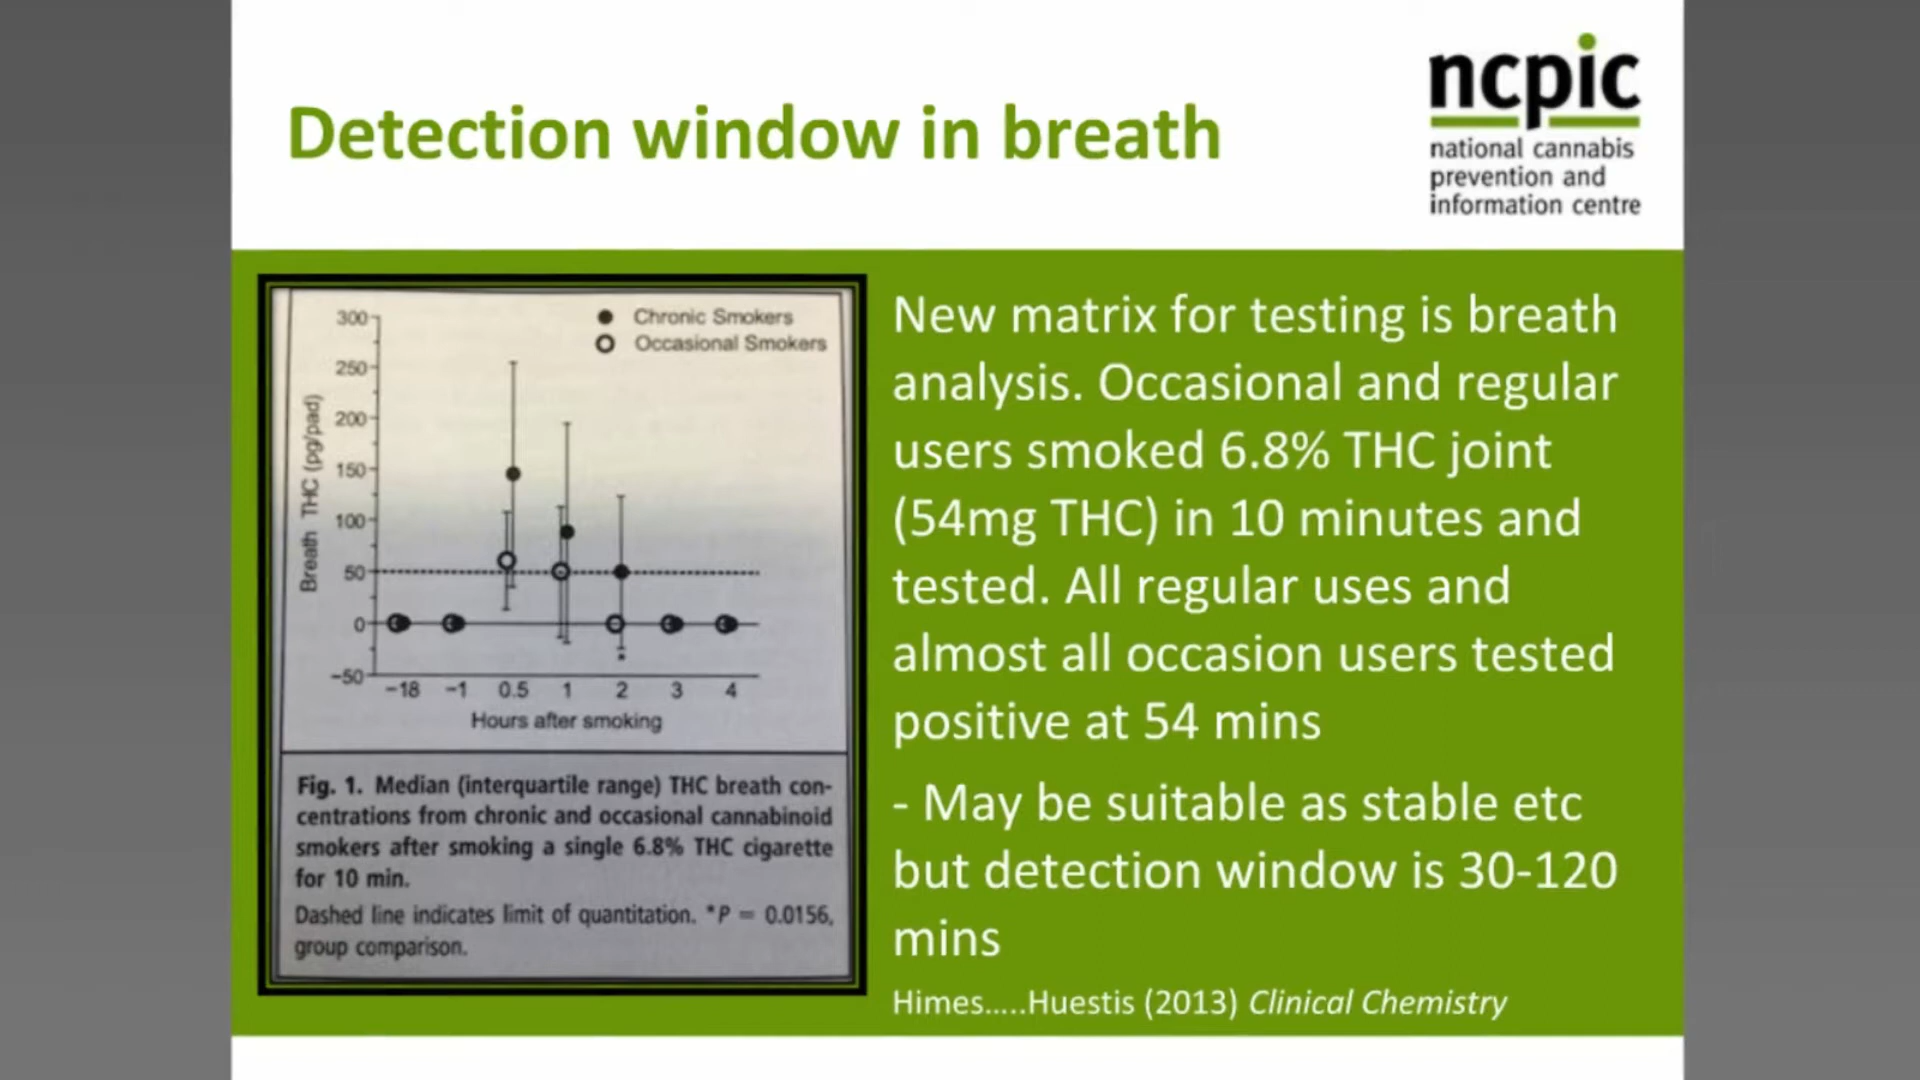 Detection window in breath
ncpic
national cannabis
prevention and
information centre
300
250
200
150
100
50
0
-50
Breath THC (pg/pad)
Chronic Smokers
Occasional Smokers
-18 -1 0.5 1 2 3 4
Hours after smoking
Fig. 1. Median (interquartile range) THC breath con-
centrations from chronic and occasional cannabinoid
smokers after smoking a single 6.8% THC cigarette
for 10 min.
Dashed line indicates limit of quantitation. *P = 0.0156,
group comparison.
New matrix for testing is breath
analysis. Occasional and regular
users smoked 6.8% THC joint
(54mg THC) in 10 minutes and
tested. All regular uses and
almost all occasion users tested
positive at 54 mins
- May be suitable as stable etc
but detection window is 30-120
mins
Himes.....Huestis (2013) Clinical Chemistry